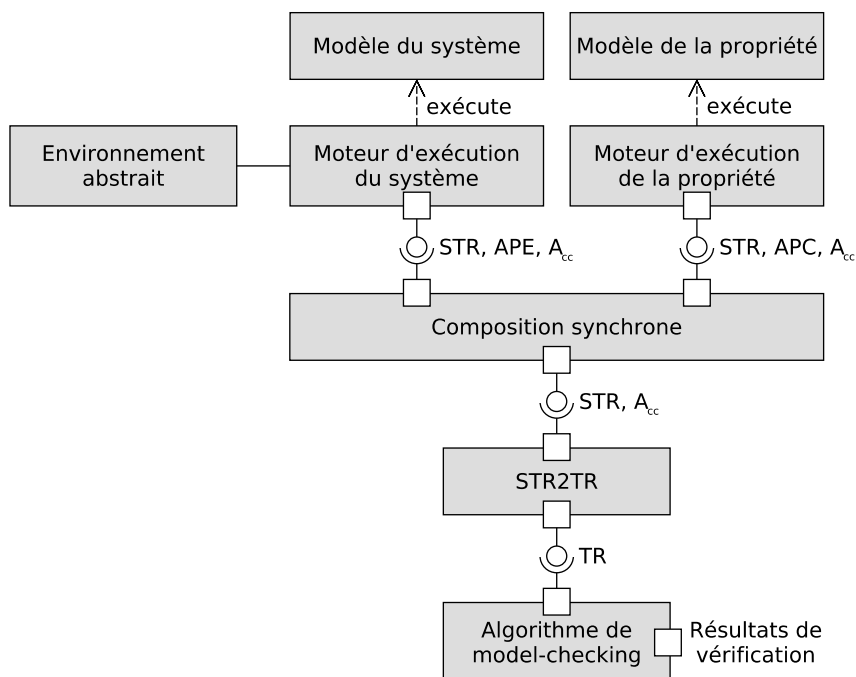 Modèle du système
Modèle de la propriété
exécute
exécute
Environnement
abstrait
Moteur d'exécution
du système
Moteur d'exécution
de la propriété
STR, APE, Acc
STR, APC, Acc
Composition synchrone
STR, Acc
STR2TR
TR
Algorithme de
model-checking
Résultats de
vérification